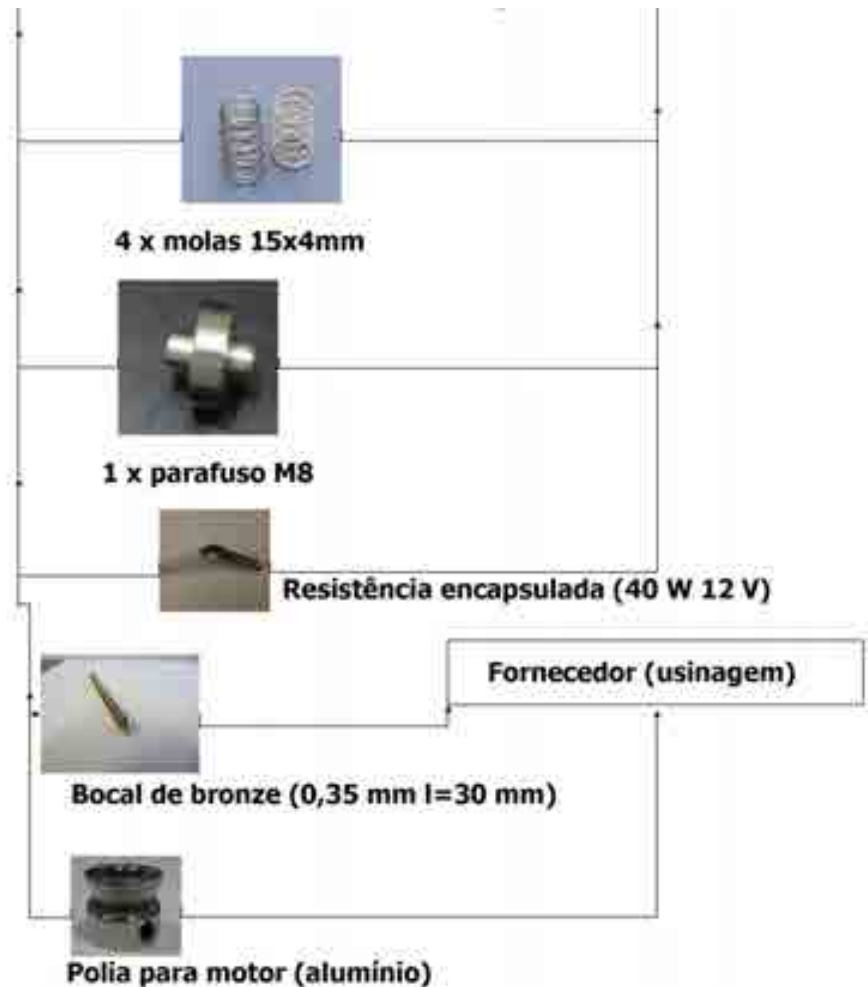 4 x molas 15x4mm
1 x parafuso M8
Resistência encapsulada (40 W 12 V)
Fornecedor (usinagem)
Bocal de bronze (0,35 mm l=30 mm)
Polia para motor (alumínio)